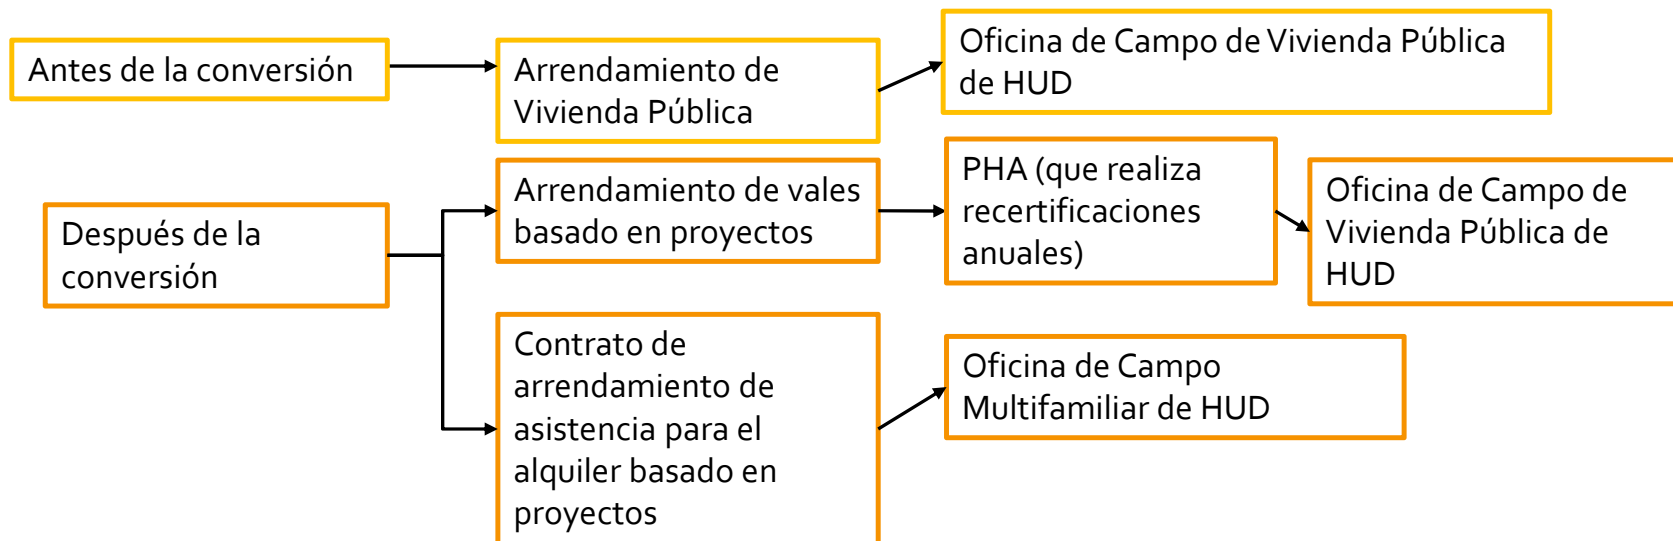 Antes de la conversión
Arrendamiento de
Vivienda Pública
Oficina de Campo de Vivienda Pública
de HUD
Después de la
conversión
Arrendamiento de vales
basado en proyectos
PHA (que realiza
recertificaciones
anuales)
Oficina de Campo de
Vivienda Pública de
HUD
Contrato de
arrendamiento de
asistencia para el
alquiler basado en
proyectos
Oficina de Campo
Multifamiliar de HUD